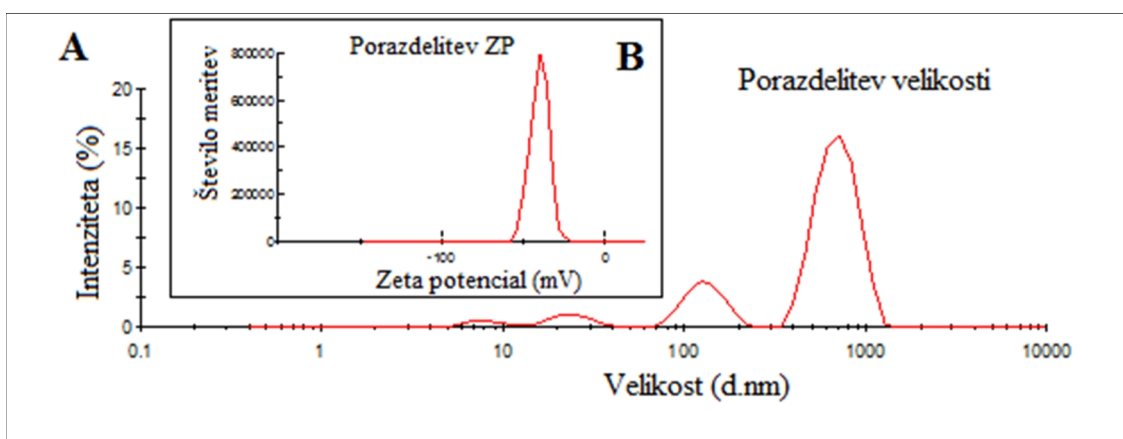 A
Porazdelitev ZP
B
Število meritev
800000
600000
400000
200000
0
-100
0
Zeta potencial (mV)
Porazdelitev velikosti
Intenziteta (%)
20
15
10
5
0
0.1
1
10
100
1000
10000
Velikost (d.nm)